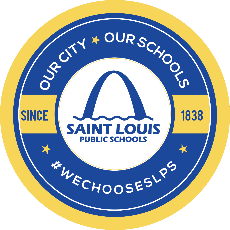 OUR CITY ★ OUR SCHOOLS
SINCE 1838
SAINT LOUIS
PUBLIC SCHOOLS
#WECHOOSESLPS